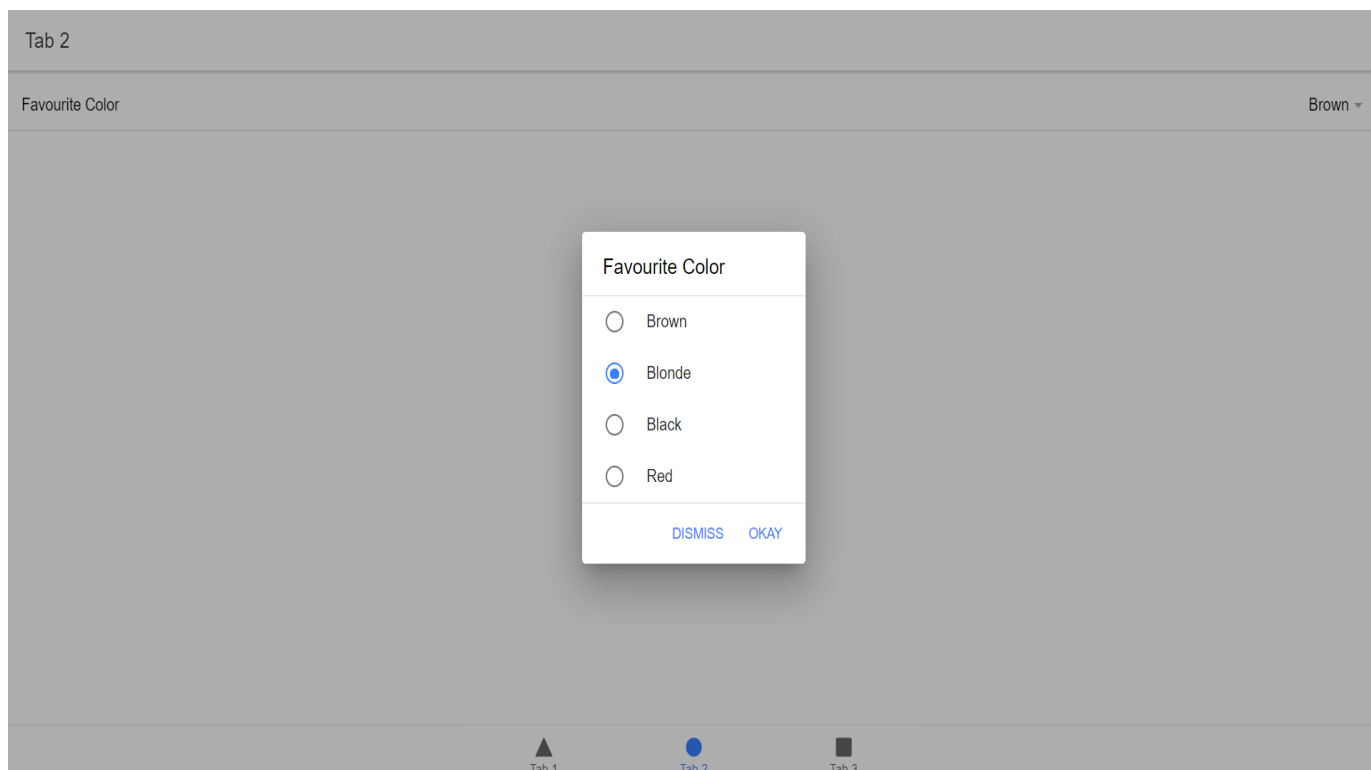 Tab 2
Favourite Color Brown
Favourite Color
Brown
Blonde
Black
Red
DISMISS OKAY
Tab 1 Tab 2 Tab 3